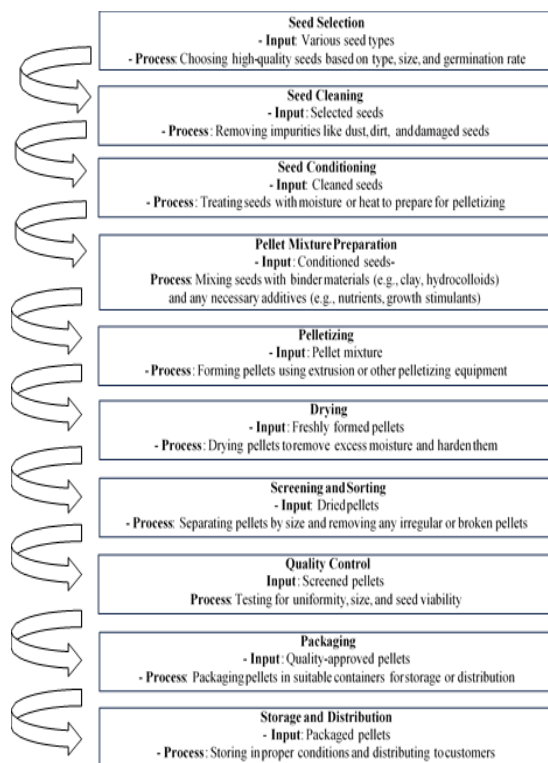 Seed Selection
- Input: Various seed types
- Process: Choosing high-quality seeds based on type, size, and germination rate
Seed Cleaning
- Input: Selected seeds
- Process: Removing impurities like dust, dirt, and damaged seeds
Seed Conditioning
- Input: Cleaned seeds
- Process: Treating seeds with moisture or heat to prepare for pelletizing
Pellet Mixture Preparation
- Input: Conditioned seeds-
Process: Mixing seeds with binder materials (e.g., clay, hydrocolloids)
and any necessary additives (e.g., nutrients, growth stimulants)
Pelletizing
- Input: Pellet mixture
- Process: Forming pellets using extrusion or other pelletizing equipment
Drying
- Input: Freshly formed pellets
- Process: Drying pellets to remove excess moisture and harden them
Screening and Sorting
- Input: Dried pellets
- Process: Separating pellets by size and removing any irregular or broken pellets
Quality Control
Input: Screened pellets
Process: Testing for uniformity, size, and seed viability
Packaging
- Input: Quality-approved pellets
- Process: Packaging pellets in suitable containers for storage or distribution
Storage and Distribution
- Input: Packaged pellets
- Process: Storing in proper conditions and distributing to customers